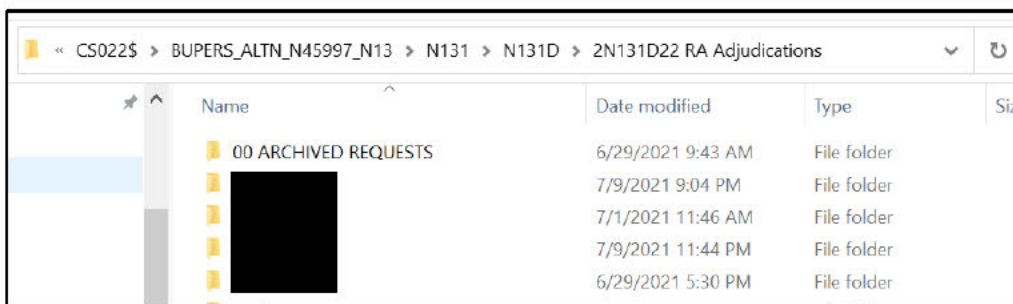 « CS022$ > BUPERS_ALTN_N45997_N13 > N131 > N131D > 2N131D22 RA Adjudications
Name Date modified Type Siz
00 ARCHIVED REQUESTS 6/29/2021 9:43 AM File folder
7/9/2021 9:04 PM File folder
7/1/2021 11:46 AM File folder
7/9/2021 11:44 PM File folder
6/29/2021 5:30 PM File folder